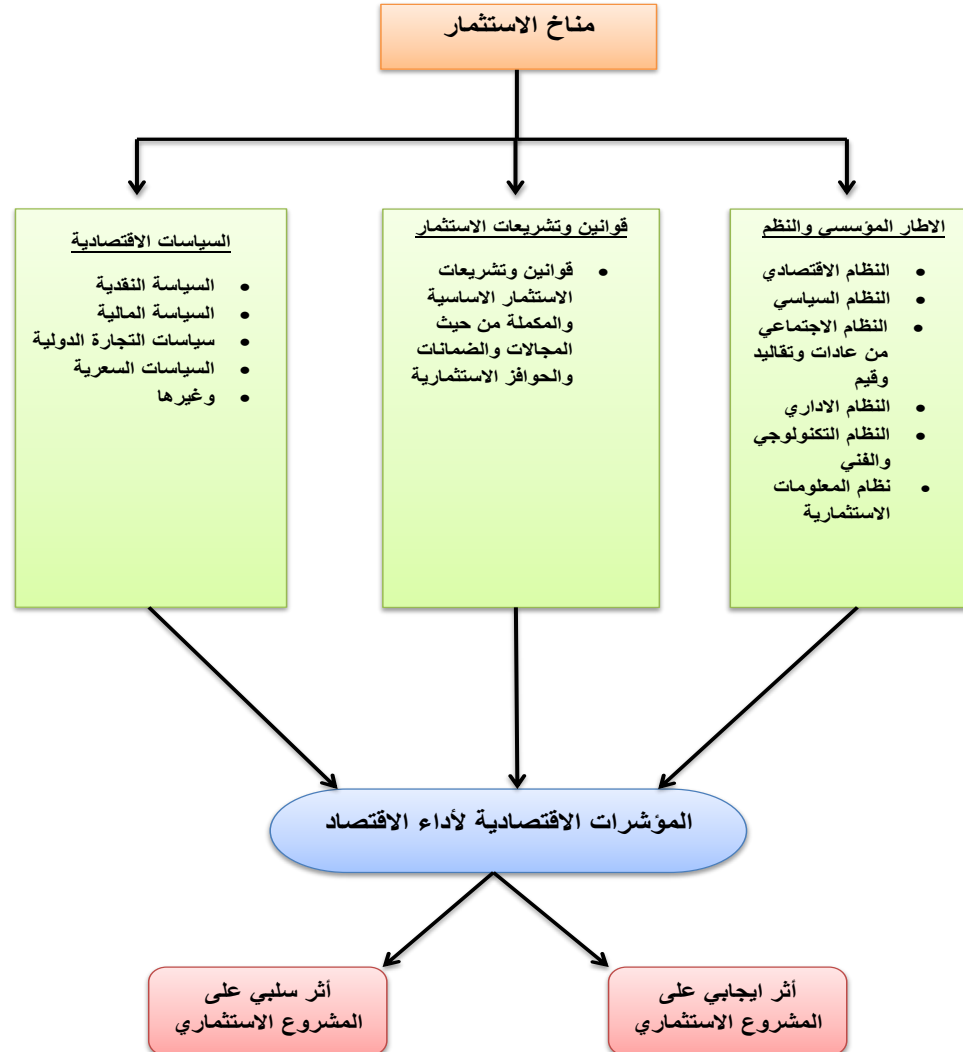 مناخ الاستثمار
الاطار المؤسسي والنظم
• النظام الاقتصادي
• النظام السياسي
• النظام الاجتماعي
من عادات وتقاليد
وقيم
• النظام الاداري
• النظام التكنولوجي
والفني
• نظام المعلومات
الاستثمارية
قوانين وتشريعات الاستثمار
• قوانين وتشريعات
الاستثمار الاساسية
والمكملة من حيث
المجالات والضمانات
والحوافز الاستثمارية
السياسات الاقتصادية
• السياسة النقدية
• السياسة المالية
• سياسات التجارة الدولية
• السياسات السعرية
• وغيرها
المؤشرات الاقتصادية لأداء الاقتصاد
أثر ايجابي على
المشروع الاستثماري
أثر سلبي على
المشروع الاستثماري